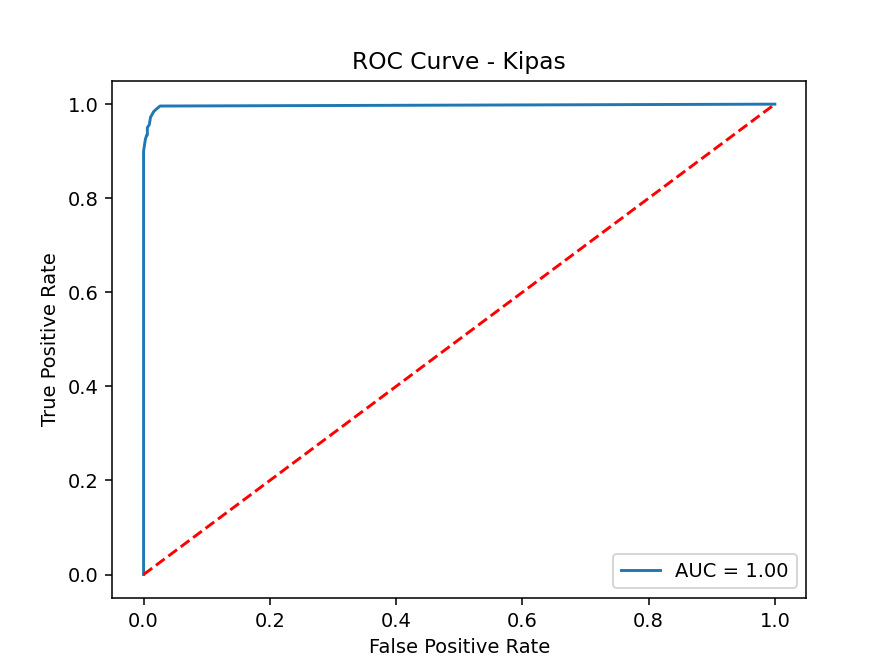 ROC Curve - Kipas
True Positive Rate
1.0
0.8
0.6
0.4
0.2
0.0
AUC = 1.00
0.0 0.2 0.4 0.6 0.8 1.0
False Positive Rate